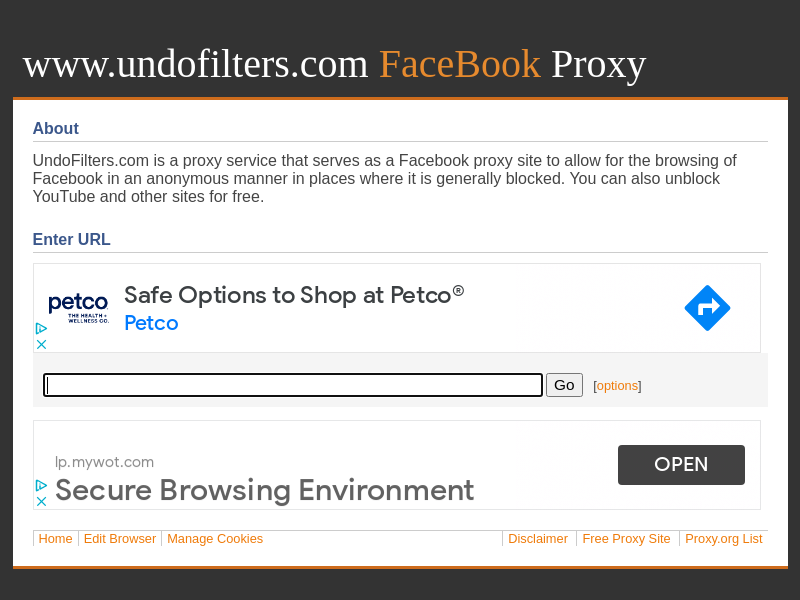 www.undofilters.com FaceBook Proxy
About
UndoFilters.com is a proxy service that serves as a Facebook proxy site to allow for the browsing of
Facebook in an anonymous manner in places where it is generally blocked. You can also unblock
YouTube and other sites for free.
Enter URL
petco
THE HEALTH +
WELLNESS CO.
Safe Options to Shop at Petco®
Petco
Go [options]
lp.mywot.com
Secure Browsing Environment
OPEN
Home Edit Browser Manage Cookies Disclaimer Free Proxy Site Proxy.org List